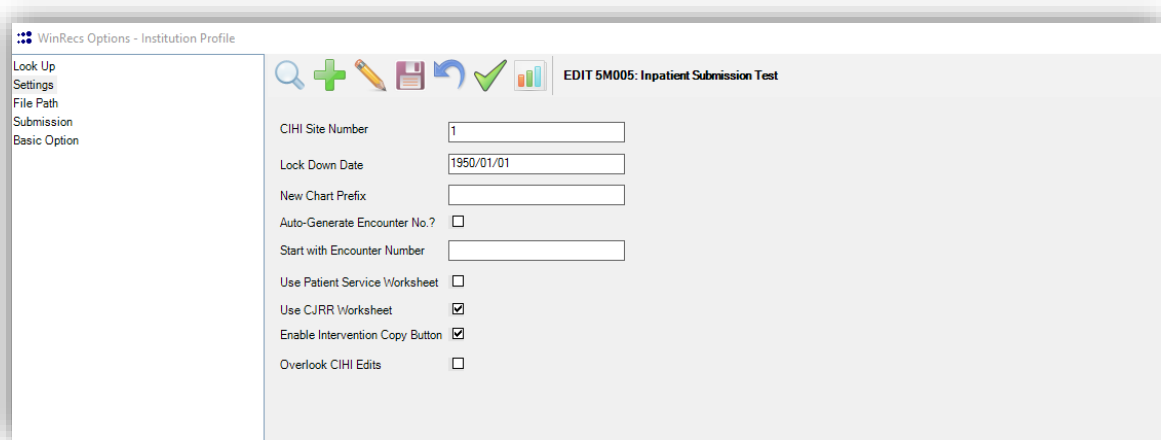 WinRecs Options - Institution Profile
Look Up
Settings
File Path
Submission
Basic Option
EDIT 5M005: Inpatient Submission Test
CIHI Site Number 1
Lock Down Date 1950/01/01
New Chart Prefix
Auto-Generate Encounter No.?
Start with Encounter Number
Use Patient Service Worksheet
Use CJRR Worksheet
Enable Intervention Copy Button
Overlook CIHI Edits